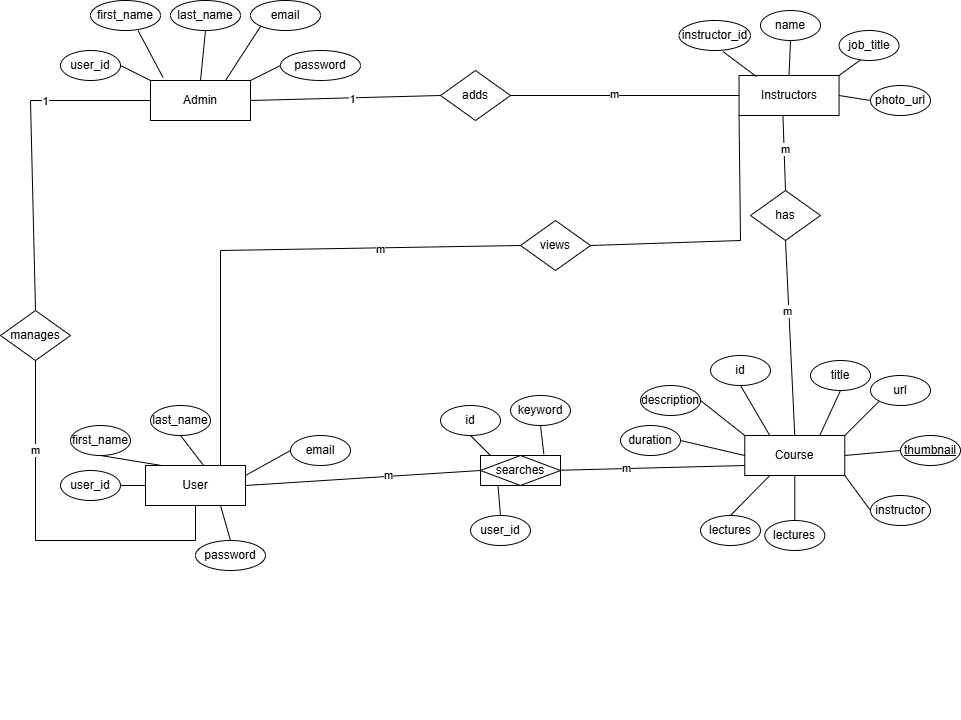 first_name
last_name
email
user_id
password
Admin
1
1
adds
m
instructor_id
name
job_title
Instructors
photo_url
m
has
views
m
m
manages
m
id
title
url
description
duration
thumbnail
Course
instructor
lectures
lectures
last_name
first_name
email
user_id
User
password
m
id
keyword
searches
m
user_id